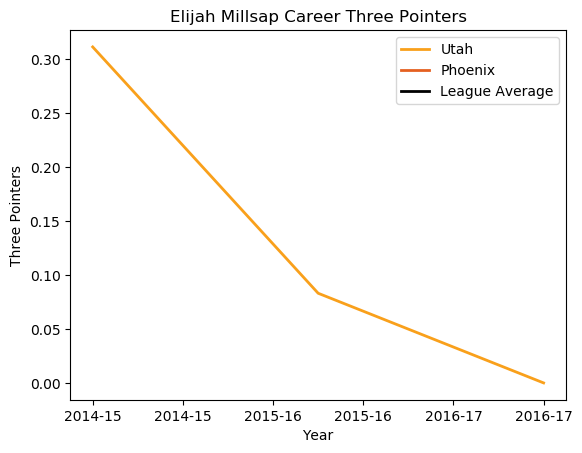 Elijah Millsap Career Three Pointers
Utah
Phoenix
League Average
Three Pointers
0.30
0.25
0.20
0.15
0.10
0.05
0.00
2014-15 2014-15 2015-16 2015-16 2016-17 2016-17
Year